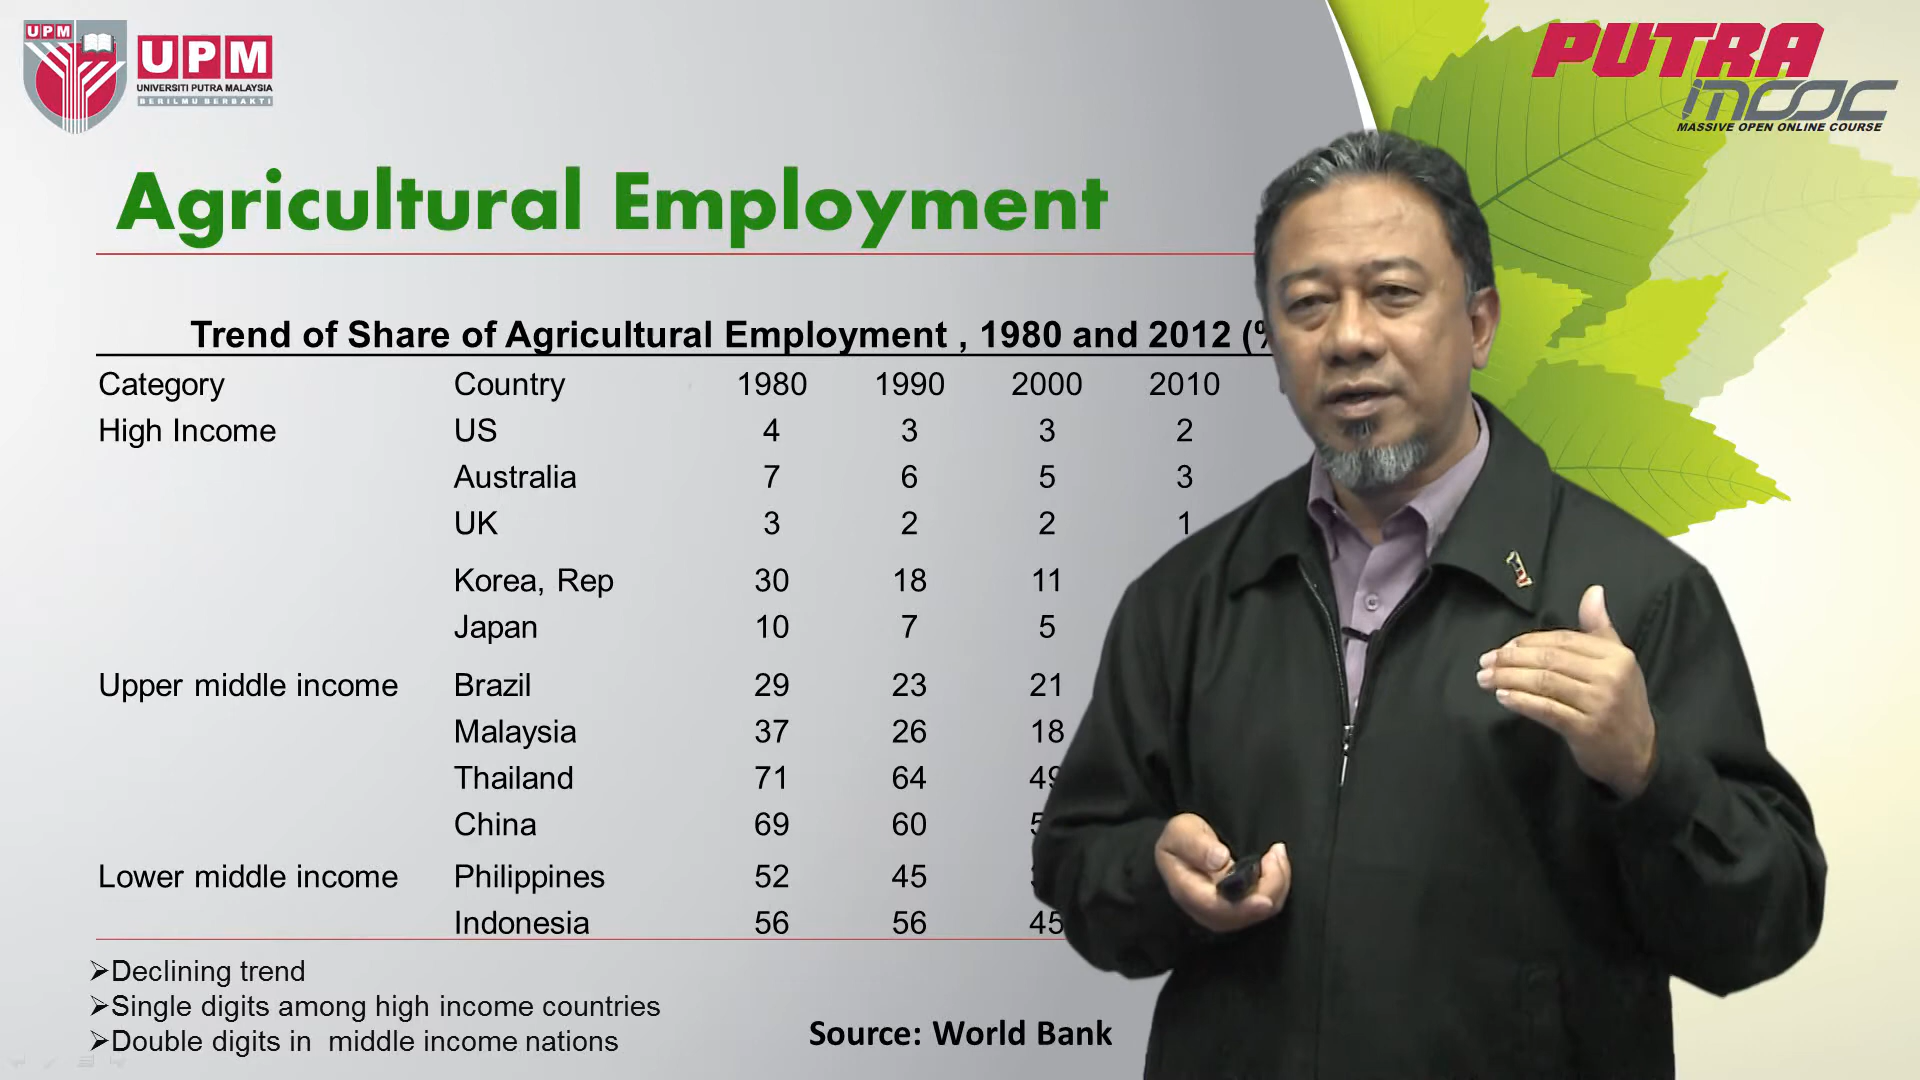 UPM
UPM
UNIVERSITI PUTRA MALAYSIA
BERILMU BERBAKTI
PUTRA
mooc
MASSIVE OPEN ONLINE COURSE
Agricultural Employment
Trend of Share of Agricultural Employment , 1980 and 2012 (%
Category Country 1980 1990 2000 2010
High Income US 4 3 3 2
Australia 7 6 5 3
UK 3 2 2 1
Korea, Rep 30 18 11
Japan 10 7 5
Upper middle income Brazil 29 23 21
Malaysia 37 26 18
Thailand 71 64 49
China 69 60
Lower middle income Philippines 52 45
Indonesia 56 56 45
➢Declining trend
➢Single digits among high income countries
➢Double digits in middle income nations
Source: World Bank